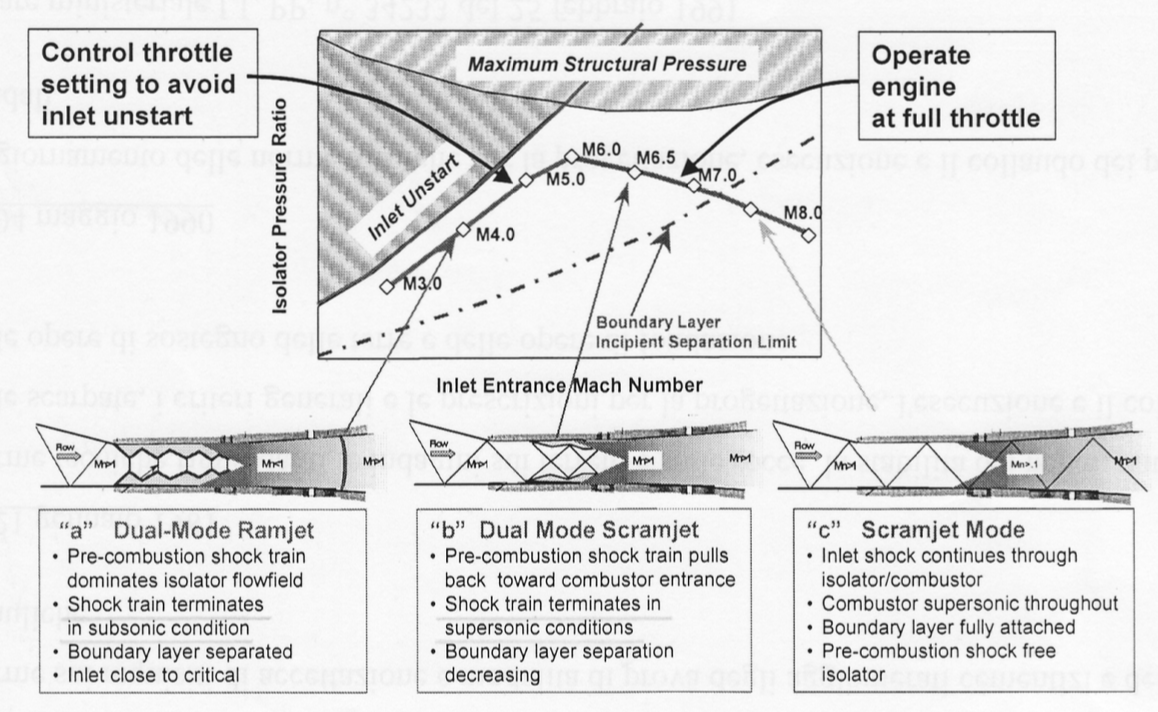 Control throttle
setting to avoid
inlet unstart
Operate
engine
at full throttle
Maximum Structural Pressure
Inlet Unstart
Isolator Pressure Ratio
M3.0
M4.0
M5.0
M6.0
M6.5
M7.0
M8.0
Boundary Layer
Incipient Separation Limit
Inlet Entrance Mach Number
Flow
M>1
M<1
M>1
Flow
M>1
M>1
M>1
Flow
M>1
M>1
M>1
“a” Dual-Mode Ramjet
• Pre-combustion shock train
dominates isolator flowfield
• Shock train terminates
in subsonic condition
• Boundary layer separated
• Inlet close to critical
“b” Dual Mode Scramjet
• Pre-combustion shock train pulls
back toward combustor entrance
• Shock train terminates in
supersonic conditions
• Boundary layer separation
decreasing
“c” Scramjet Mode
• Inlet shock continues through
isolator/combustor
• Combustor supersonic throughout
• Boundary layer fully attached
• Pre-combustion shock free
isolator